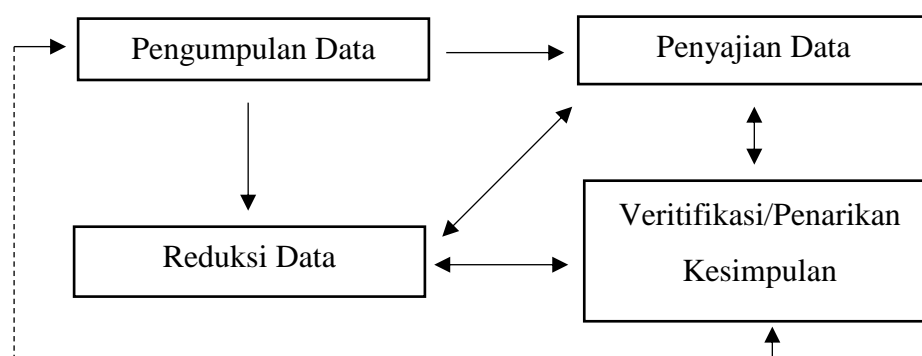 Pengumpulan Data
Penyajian Data
Reduksi Data
Veritifikasi/Penarikan
Kesimpulan